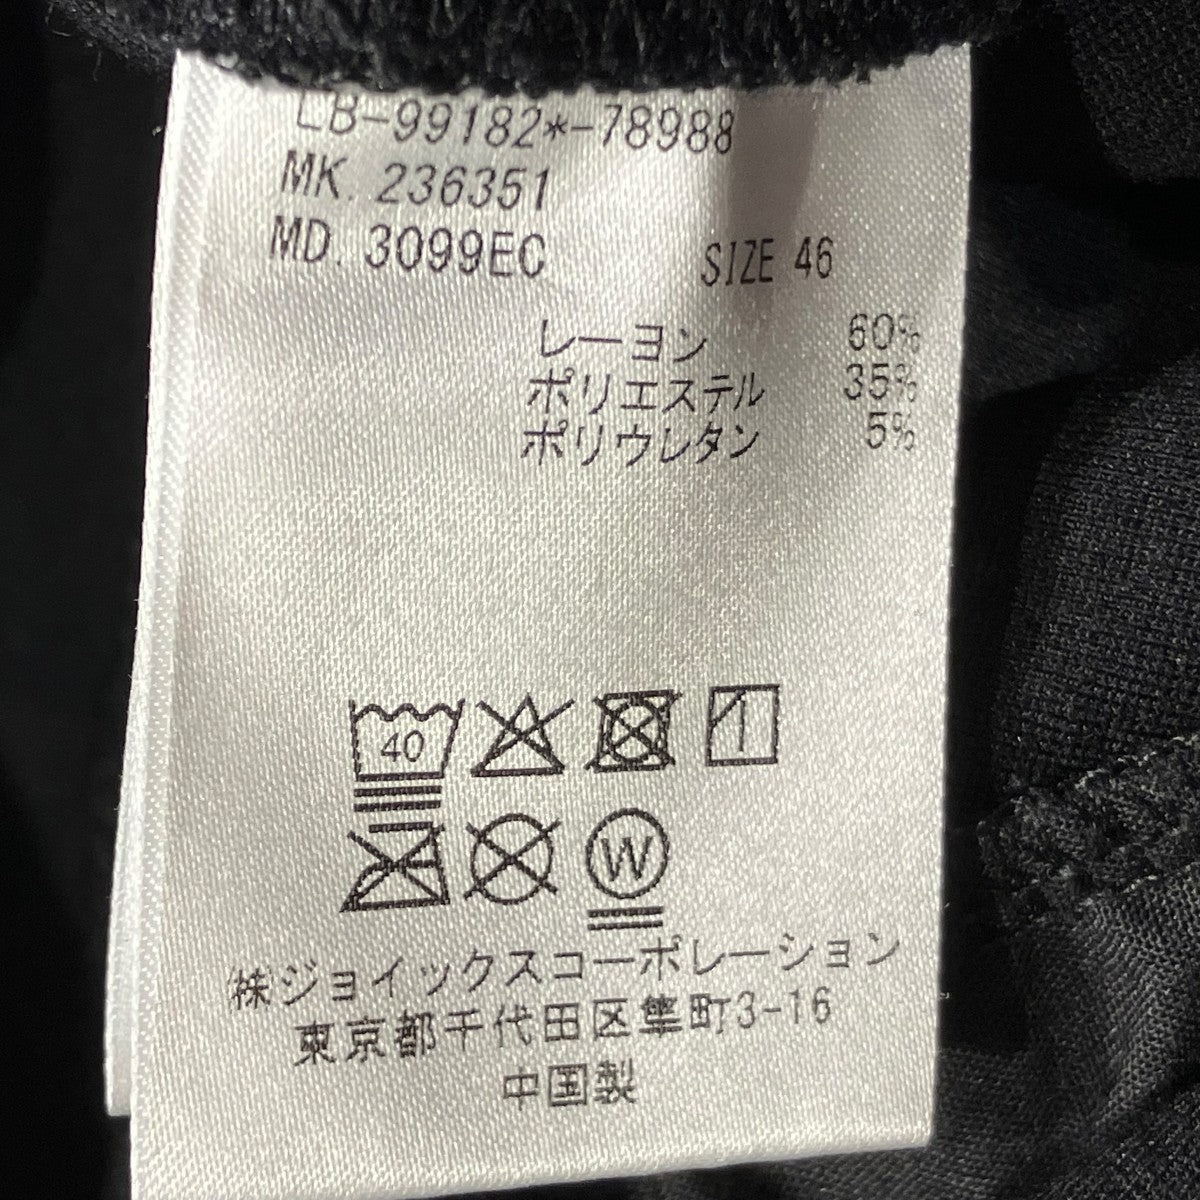 LB-99182*-78988
MK. 236351
MD. 3099EC SIZE 46
レーヨン 60%
ポリエステル 35%
ポリウレタン 5%
40
W
㈱ジョイックスコーポレーション
東京都千代田区隼町3-16
中国製